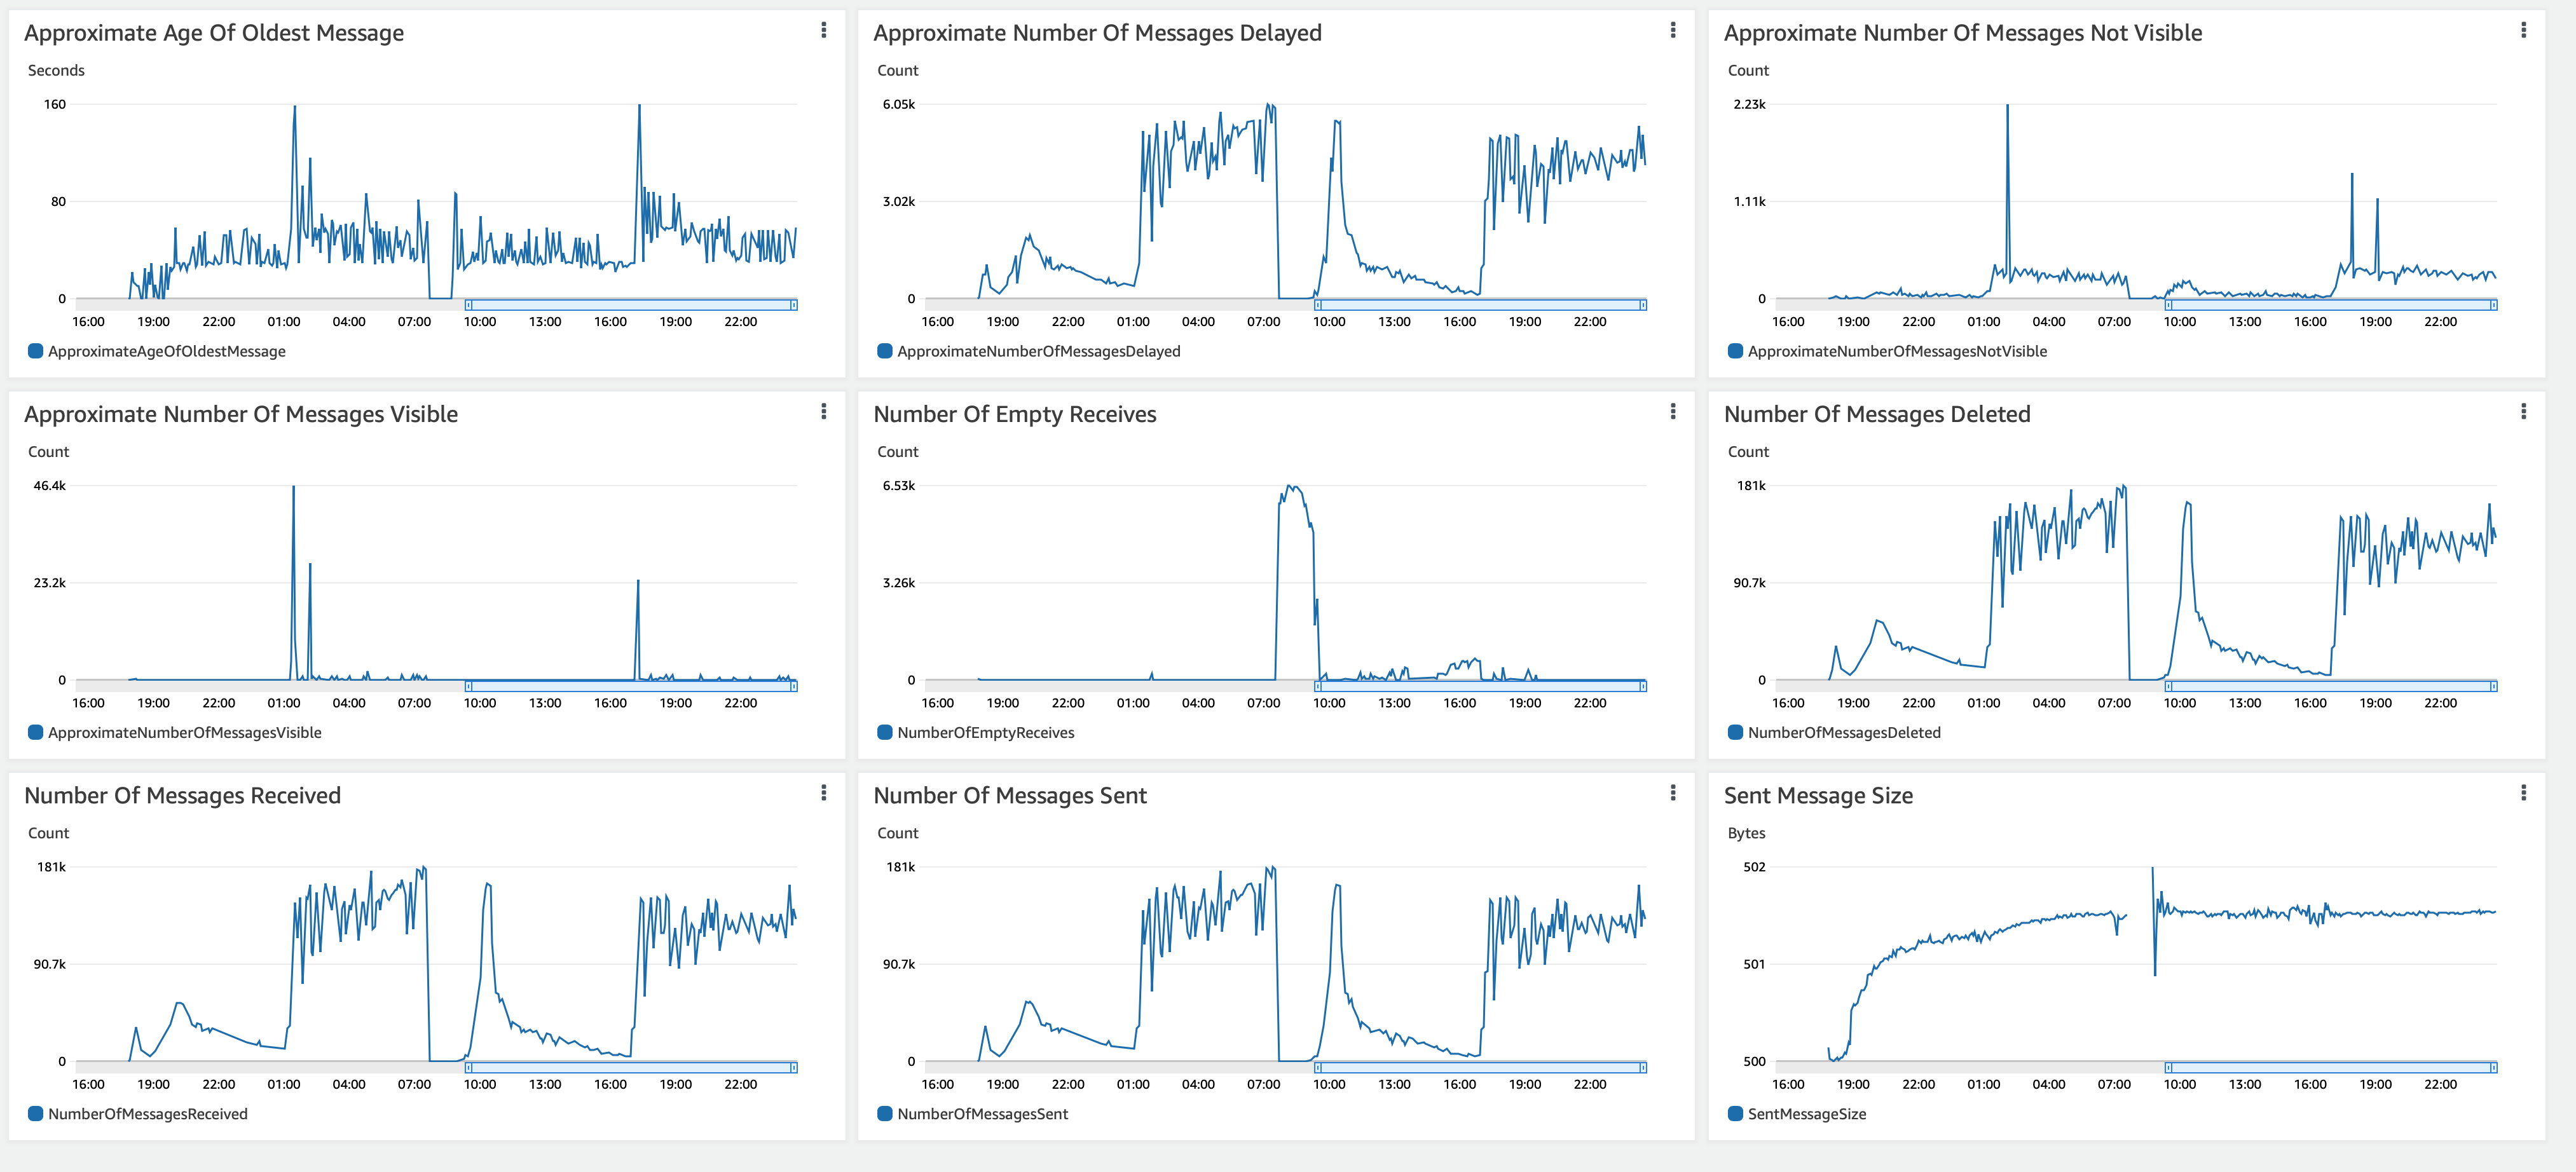 Approximate Age Of Oldest Message
Seconds
160
80
0
16:00 19:00 22:00 01:00 04:00 07:00 10:00 13:00 16:00 19:00 22:00
ApproximateAgeOfOldestMessage
Approximate Number Of Messages Delayed
Count
6.05k
3.02k
0
16:00 19:00 22:00 01:00 04:00 07:00 10:00 13:00 16:00 19:00 22:00
ApproximateNumberOfMessagesDelayed
Approximate Number Of Messages Not Visible
Count
2.23k
1.11k
0
16:00 19:00 22:00 01:00 04:00 07:00 10:00 13:00 16:00 19:00 22:00
ApproximateNumberOfMessagesNotVisible
Approximate Number Of Messages Visible
Count
46.4k
23.2k
0
16:00 19:00 22:00 01:00 04:00 07:00 10:00 13:00 16:00 19:00 22:00
ApproximateNumberOfMessagesVisible
Number Of Empty Receives
Count
6.53k
3.26k
0
16:00 19:00 22:00 01:00 04:00 07:00 10:00 13:00 16:00 19:00 22:00
NumberOfEmptyReceives
Number Of Messages Deleted
Count
181k
90.7k
0
16:00 19:00 22:00 01:00 04:00 07:00 10:00 13:00 16:00 19:00 22:00
NumberOfMessagesDeleted
Number Of Messages Received
Count
181k
90.7k
0
16:00 19:00 22:00 01:00 04:00 07:00 10:00 13:00 16:00 19:00 22:00
NumberOfMessagesReceived
Number Of Messages Sent
Count
181k
90.7k
0
16:00 19:00 22:00 01:00 04:00 07:00 10:00 13:00 16:00 19:00 22:00
NumberOfMessagesSent
Sent Message Size
Bytes
502
501
500
16:00 19:00 22:00 01:00 04:00 07:00 10:00 13:00 16:00 19:00 22:00
SentMessageSize